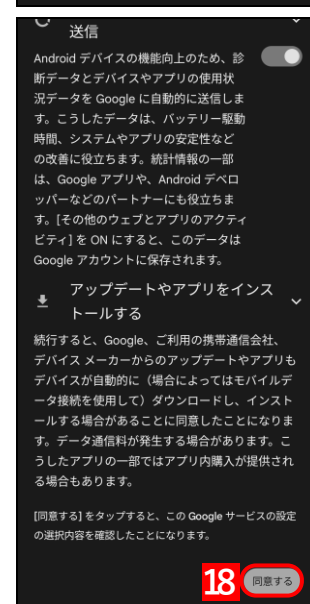 送信
Android デバイスの機能向上のため、診
断データとデバイスやアプリの使用状
況データを Google に自動的に送信しま
す。こうしたデータは、バッテリー駆動
時間、システムやアプリの安定性など
の改善に役立ちます。統計情報の一部
は、Google アプリや、Android デベロ
ッパーなどのパートナーにも役立ちま
す。[その他のウェブとアプリのアクティ
ビティ] を ON にすると、このデータは
Google アカウントに保存されます。
アップデートやアプリをインス
トールする
続行すると、Google、ご利用の携帯通信会社、
デバイス メーカーからのアップデートやアプリも
デバイスが自動的に（場合によってはモバイルデ
ータ接続を使用して）ダウンロードし、インスト
ールする場合があることに同意したことになりま
す。データ通信料が発生する場合があります。こ
うしたアプリの一部ではアプリ内購入が提供され
る場合もあります。
[同意する] をタップすると、この Google サービスの設定
の選択内容を確認したことになります。
18 同意する